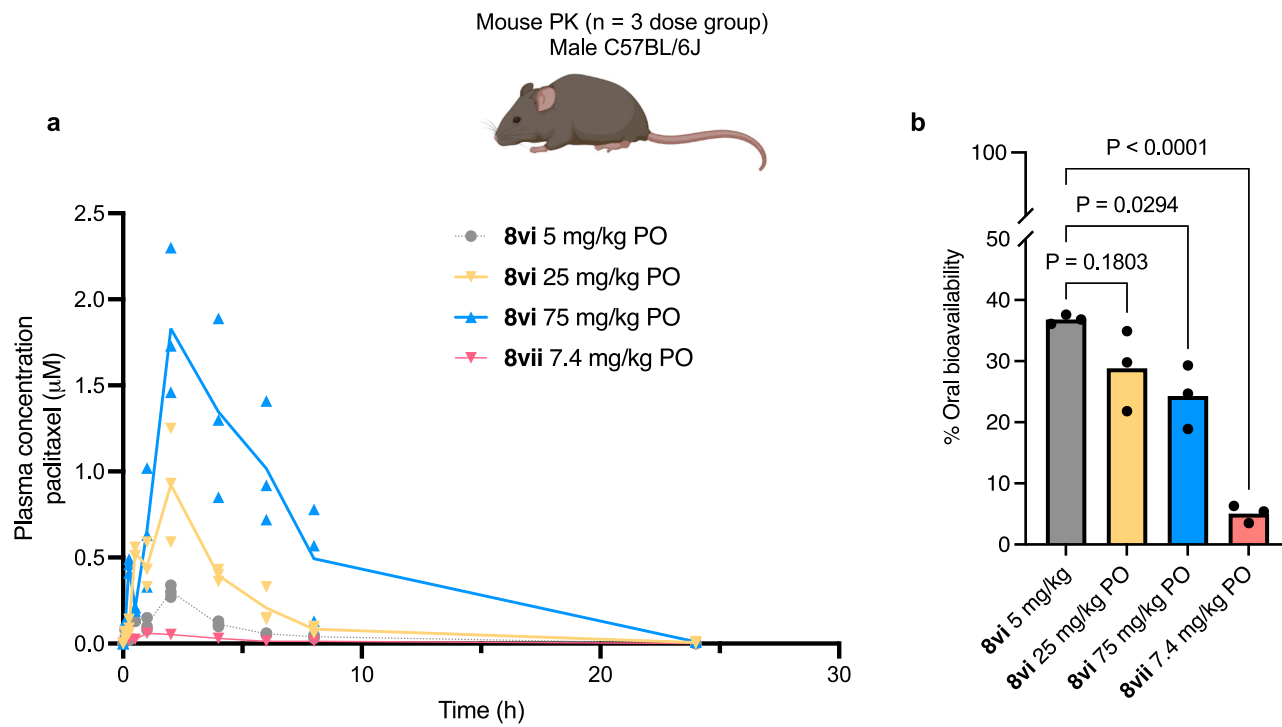 Mouse PK (n = 3 dose group)
Male C57BL/6J
a
Plasma concentration
paclitaxel (μM)
2.5
2.0
1.5
1.0
0.5
0.0
0
10
20
30
Time (h)
8vi 5 mg/kg PO
8vi 25 mg/kg PO
8vi 75 mg/kg PO
8vii 7.4 mg/kg PO
b
% Oral bioavailability
100
50
40
30
20
10
0
P < 0.0001
P = 0.0294
P = 0.1803
8vi 5 mg/kg
8vi 25 mg/kg PO
8vi 75 mg/kg PO
8vii 7.4 mg/kg PO